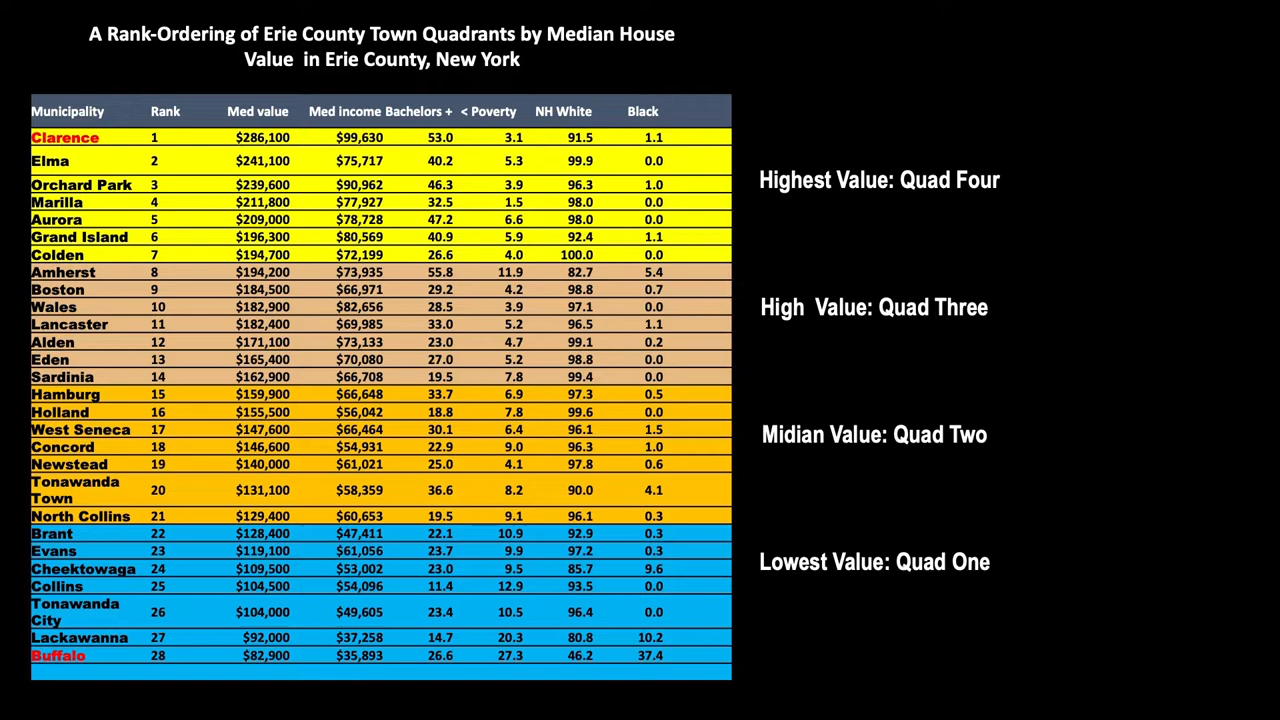 A Rank-Ordering of Erie County Town Quadrants by Median House
Value in Erie County, New York
Municipality Rank Med value Med income Bachelors + < Poverty NH White Black
Clarence 1 $286,100 $99,630 53.0 3.1 91.5 1.1
Elma 2 $241,100 $75,717 40.2 5.3 99.9 0.0
Orchard Park 3 $239,600 $90,962 46.3 3.9 96.3 1.0
Marilla 4 $211,800 $77,927 32.5 1.5 98.0 0.0
Aurora 5 $209,000 $78,728 47.2 6.6 98.0 0.0
Grand Island 6 $196,300 $80,569 40.9 5.9 92.4 1.1
Colden 7 $194,700 $72,199 26.6 4.0 100.0 0.0
Amherst 8 $194,200 $73,935 55.8 11.9 82.7 5.4
Boston 9 $184,500 $66,971 29.2 4.2 98.8 0.7
Wales 10 $182,900 $82,656 28.5 3.9 97.1 0.0
Lancaster 11 $182,400 $69,985 33.0 5.2 96.5 1.1
Alden 12 $171,100 $73,133 23.0 4.7 99.1 0.2
Eden 13 $165,400 $70,080 27.0 5.2 98.8 0.0
Sardinia 14 $162,900 $66,708 19.5 7.8 99.4 0.0
Hamburg 15 $159,900 $66,648 33.7 6.9 97.3 0.5
Holland 16 $155,500 $56,042 18.8 7.8 99.6 0.0
West Seneca 17 $147,600 $66,464 30.1 6.4 96.1 1.5
Concord 18 $146,600 $54,931 22.9 9.0 96.3 1.0
Newstead 19 $140,000 $61,021 25.0 4.1 97.8 0.6
Tonawanda
Town 20 $131,100 $58,359 36.6 8.2 90.0 4.1
North Collins 21 $129,400 $60,653 19.5 9.1 96.1 0.3
Brant 22 $128,400 $47,411 22.1 10.9 92.9 0.3
Evans 23 $119,100 $61,056 23.7 9.9 97.2 0.3
Cheektowaga 24 $109,500 $53,002 23.0 9.5 85.7 9.6
Collins 25 $104,500 $54,096 11.4 12.9 93.5 0.0
Tonawanda
City 26 $104,000 $49,605 23.4 10.5 96.4 0.0
Lackawanna 27 $92,000 $37,258 14.7 20.3 80.8 10.2
Buffalo 28 $82,900 $35,893 26.6 27.3 46.2 37.4
Highest Value: Quad Four
High Value: Quad Three
Midian Value: Quad Two
Lowest Value: Quad One